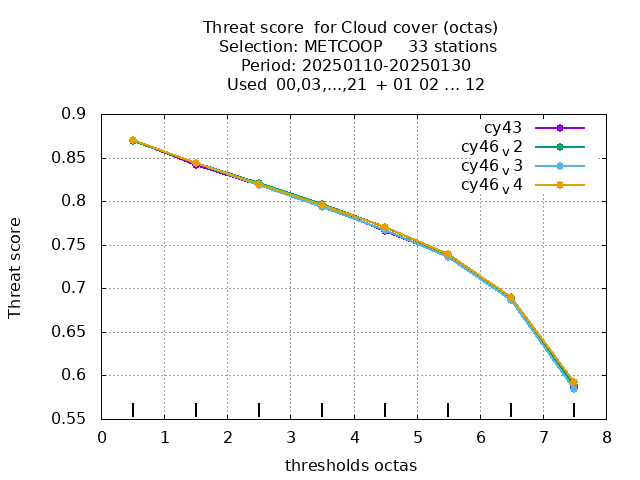 Threat score  for Cloud cover (octas)
Selection: METCOOP     33 stations
Period: 20250110-20250130
Used  00,03,...,21  + 01 02 ... 12
cy43
cy46 v 2
cy46 v 3
cy46 v 4
0.9
0.85
0.8
0.75
0.7
0.65
0.6
0.55
Threat score
0 1 2 3 4 5 6 7 8
thresholds octas